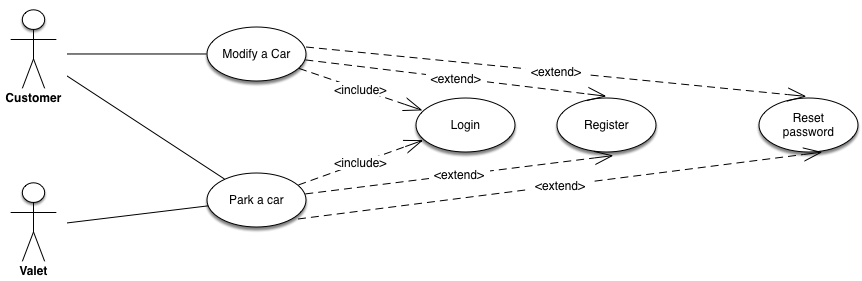 Customer
Modify a Car
<extend>
<extend>
<include>
Login
Register
Reset
password
<include>
<extend>
<extend>
Park a car
Valet